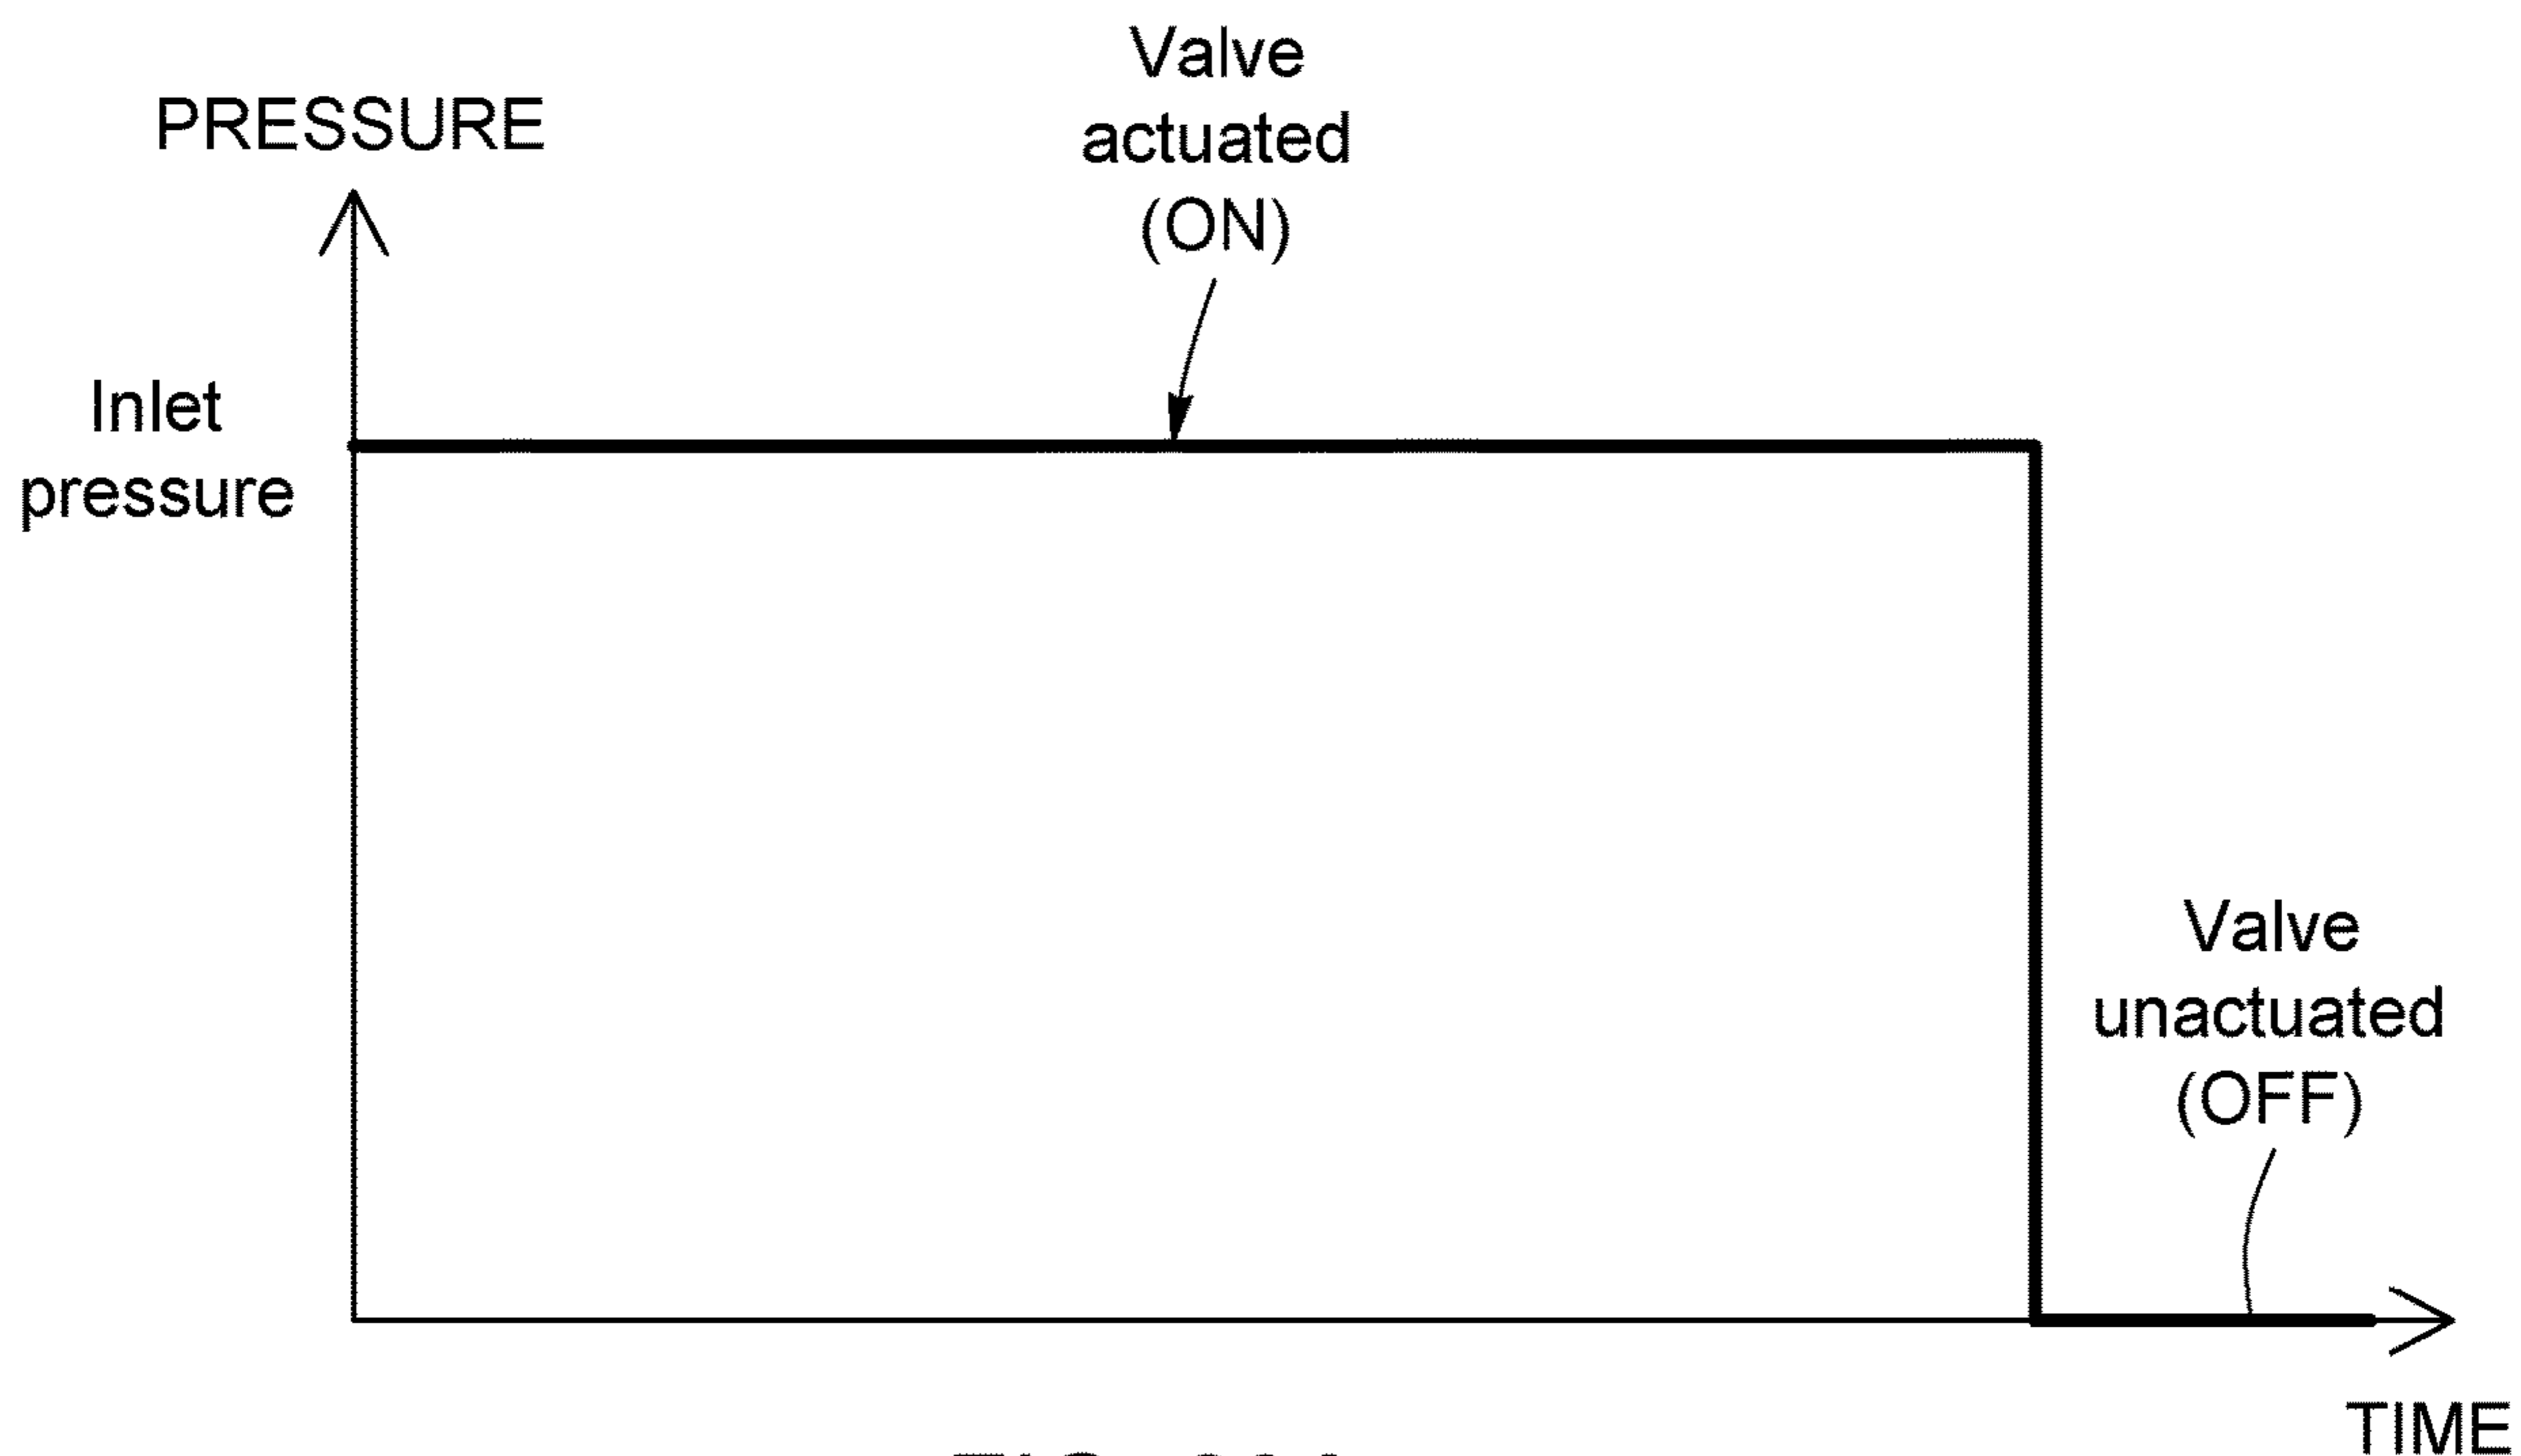 Valve
actuated
(ON)
PRESSURE
Inlet
pressure
Valve
unactuated
(OFF)
TIME